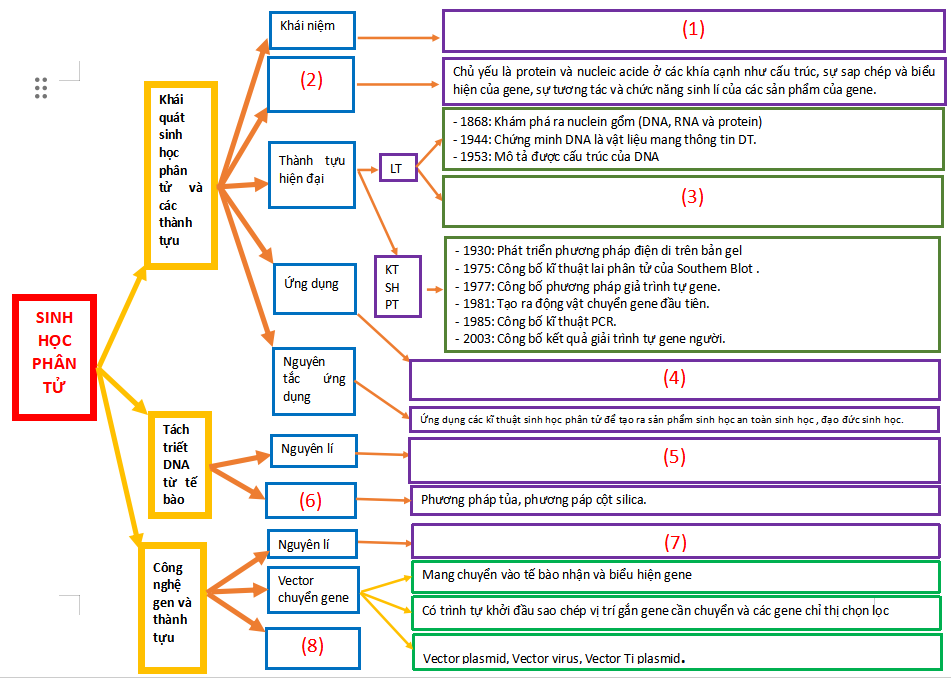 SINH
HỌC
PHÂN
TỬ
Khái
quát
sinh
học
phân
tử và
các
thành
tựu
Khái niệm
(1)
(2)
Chủ yếu là protein và nucleic acide ở các khía cạnh như cấu trúc, sự sap chép và biểu
hiện của gene, sự tương tác và chức năng sinh lí của các sản phẩm của gene.
Thành tựu
hiện đại
LT
- 1868: Khám phá ra nuclein gồm (DNA, RNA và protein)
- 1944: Chứng minh DNA là vật liệu mang thông tin DT.
- 1953: Mô tả được cấu trúc của DNA
(3)
KT
SH
PT
- 1930: Phát triển phương pháp điện di trên bản gel
- 1975: Công bố kĩ thuật lai phân tử của Southem Blot .
- 1977: Công bố phương pháp giả trình tự gene.
- 1981: Tạo ra động vật chuyển gene đầu tiên.
- 1985: Công bố kĩ thuật PCR.
- 2003: Công bố kết quả giải trình tự gene người.
Ứng dụng
(4)
Nguyên
tắc ứng
dụng
Ứng dụng các kĩ thuật sinh học phân tử để tạo ra sản phẩm sinh học an toàn sinh học , đạo đức sinh học.
Tách
triết
DNA
từ tế
bào
Nguyên lí
(5)
(6)
Phương pháp tủa, phương páp cột silica.
Công
nghệ
gen và
thành
tựu
Nguyên lí
(7)
Vector
chuyển gene
Mang chuyển vào tế bào nhận và biểu hiện gene
Có trình tự khởi đầu sao chép vị trí gắn gene cần chuyển và các gene chỉ thị chọn lọc
Vector plasmid, Vector virus, Vector Ti plasmid.
(8)